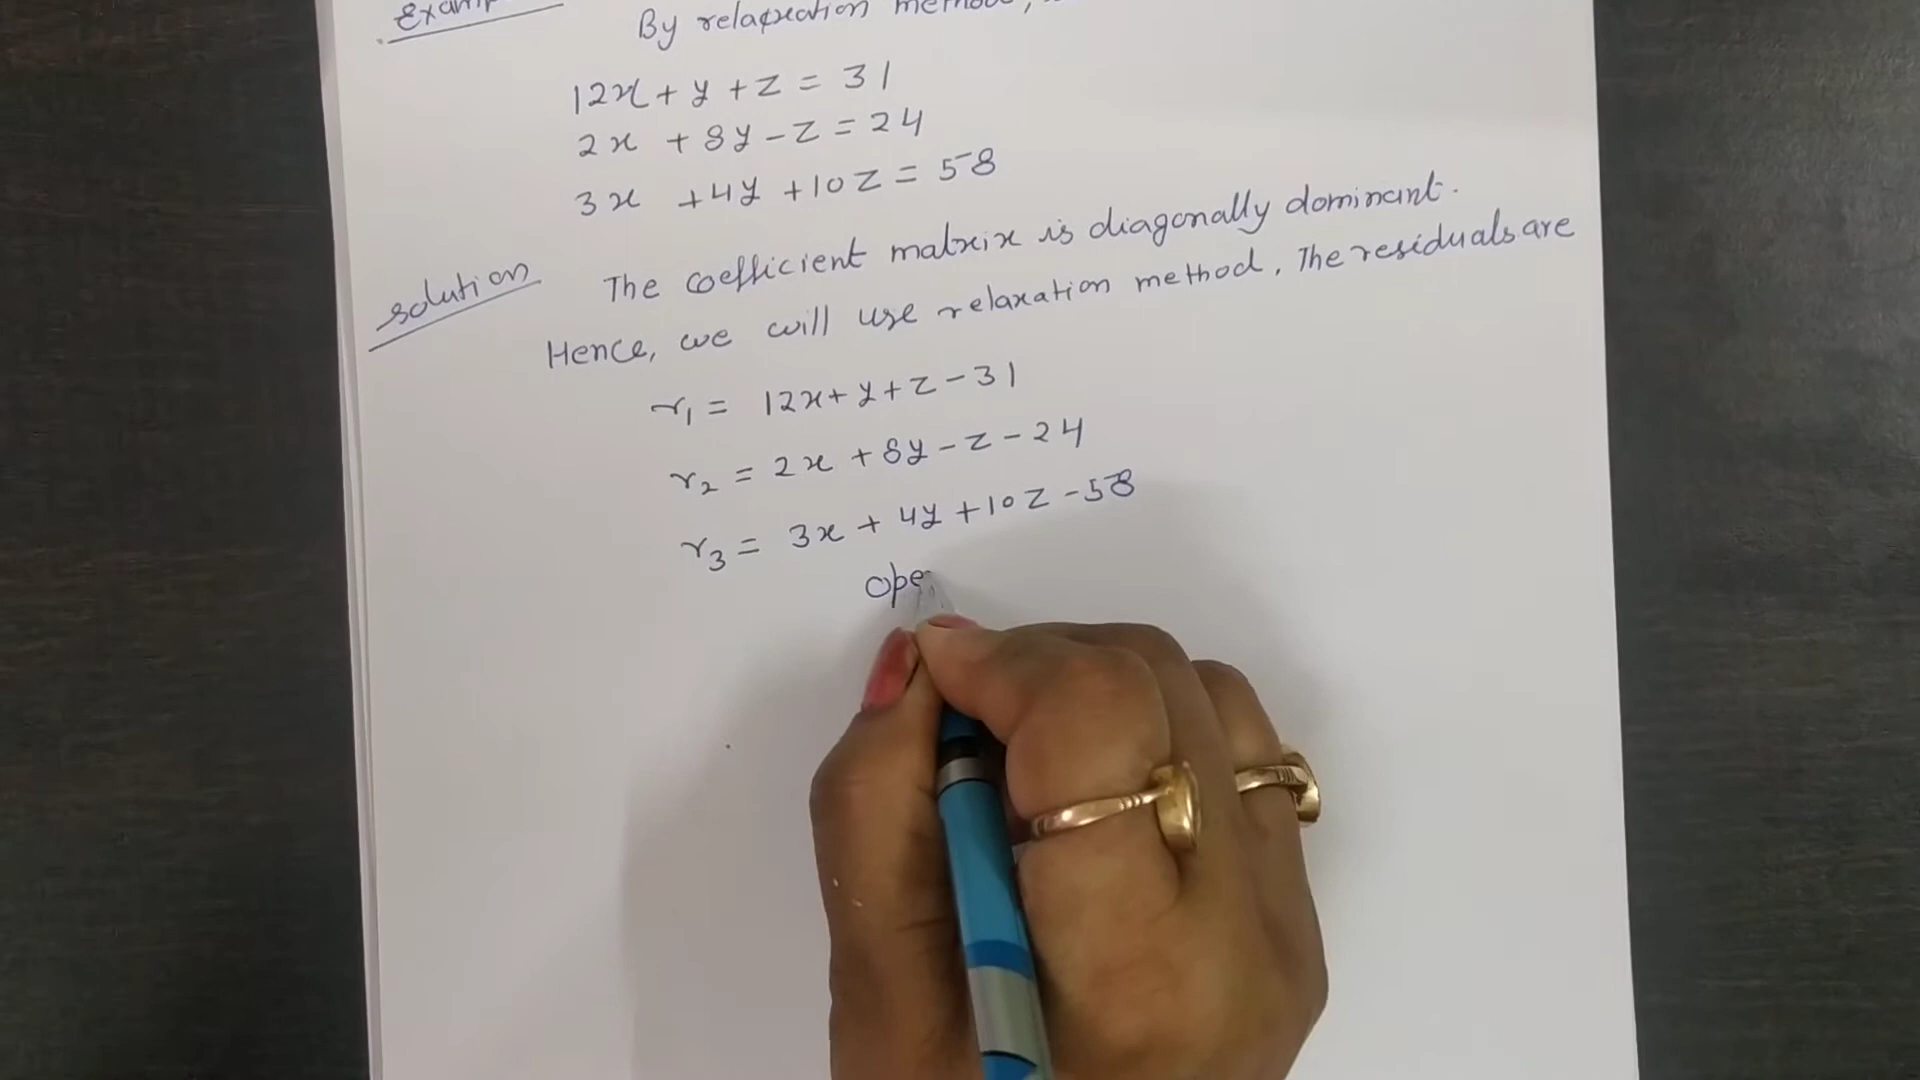 By relaxation method,
12x + y + z = 31
2x + 8y - z = 24
3x + 4y + 10z = 58
solution The coefficient matrix is diagonally dominant.
Hence, we will use relaxation method. The residuals are
r₁ = 12x + y + z - 31
r₂ = 2x + 8y - z - 24
r₃ = 3x + 4y + 10z - 58
ope